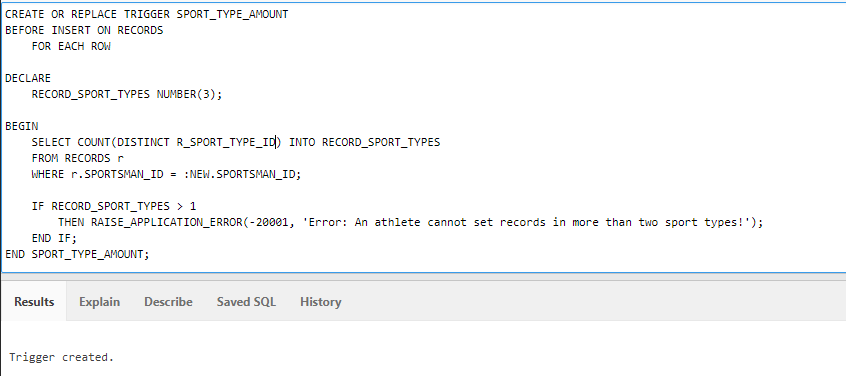 CREATE OR REPLACE TRIGGER SPORT_TYPE_AMOUNT
BEFORE INSERT ON RECORDS
FOR EACH ROW
DECLARE
RECORD_SPORT_TYPES NUMBER(3);
BEGIN
SELECT COUNT(DISTINCT R_SPORT_TYPE_ID) INTO RECORD_SPORT_TYPES
FROM RECORDS r
WHERE r.SPORTSMAN_ID = :NEW.SPORTSMAN_ID;
IF RECORD_SPORT_TYPES > 1
THEN RAISE_APPLICATION_ERROR(-20001, 'Error: An athlete cannot set records in more than two sport types!');
END IF;
END SPORT_TYPE_AMOUNT;
Results Explain Describe Saved SQL History
Trigger created.